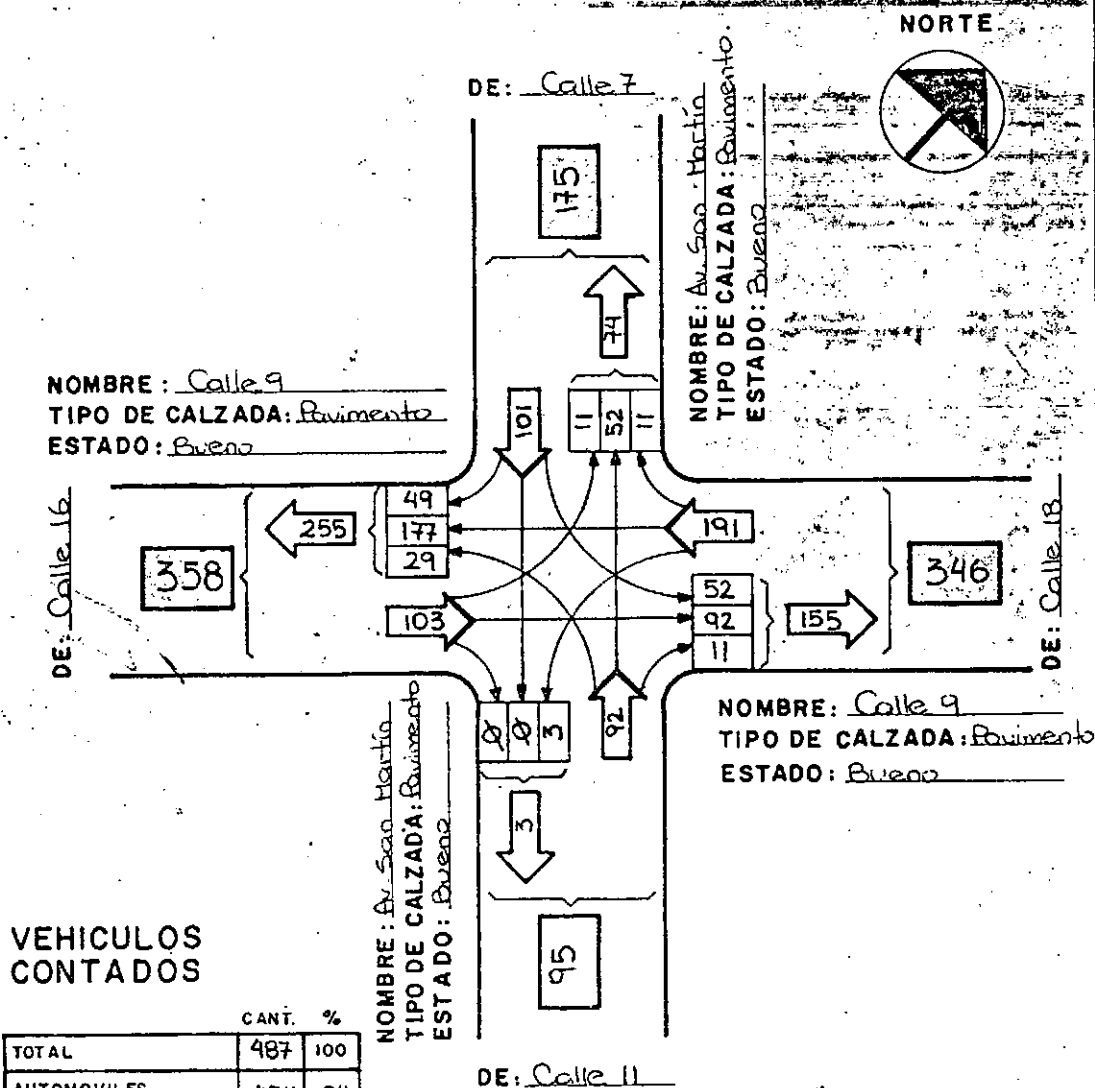 NORTE
DE: Calle 7
175
NOMBRE: Av. San Martín
TIPO DE CALZADA: Pavimento.
ESTADO: Bueno
74
11 52 11
101
NOMBRE: Calle 9
TIPO DE CALZADA: Pavimento
ESTADO: Bueno
DE: Calle 16
358
255
49
177
29
103
191
52
92
11
155
346
DE: Calle 18
NOMBRE: Calle 9
TIPO DE CALZADA: Pavimento
ESTADO: Bueno
Ø Ø 3
92
3
95
NOMBRE: Av. San Martín
TIPO DE CALZADA: Pavimento
ESTADO: Bueno
DE: Calle 11
VEHICULOS
CONTADOS
CANT. %
TOTAL 487 100
AUTOMOVILES